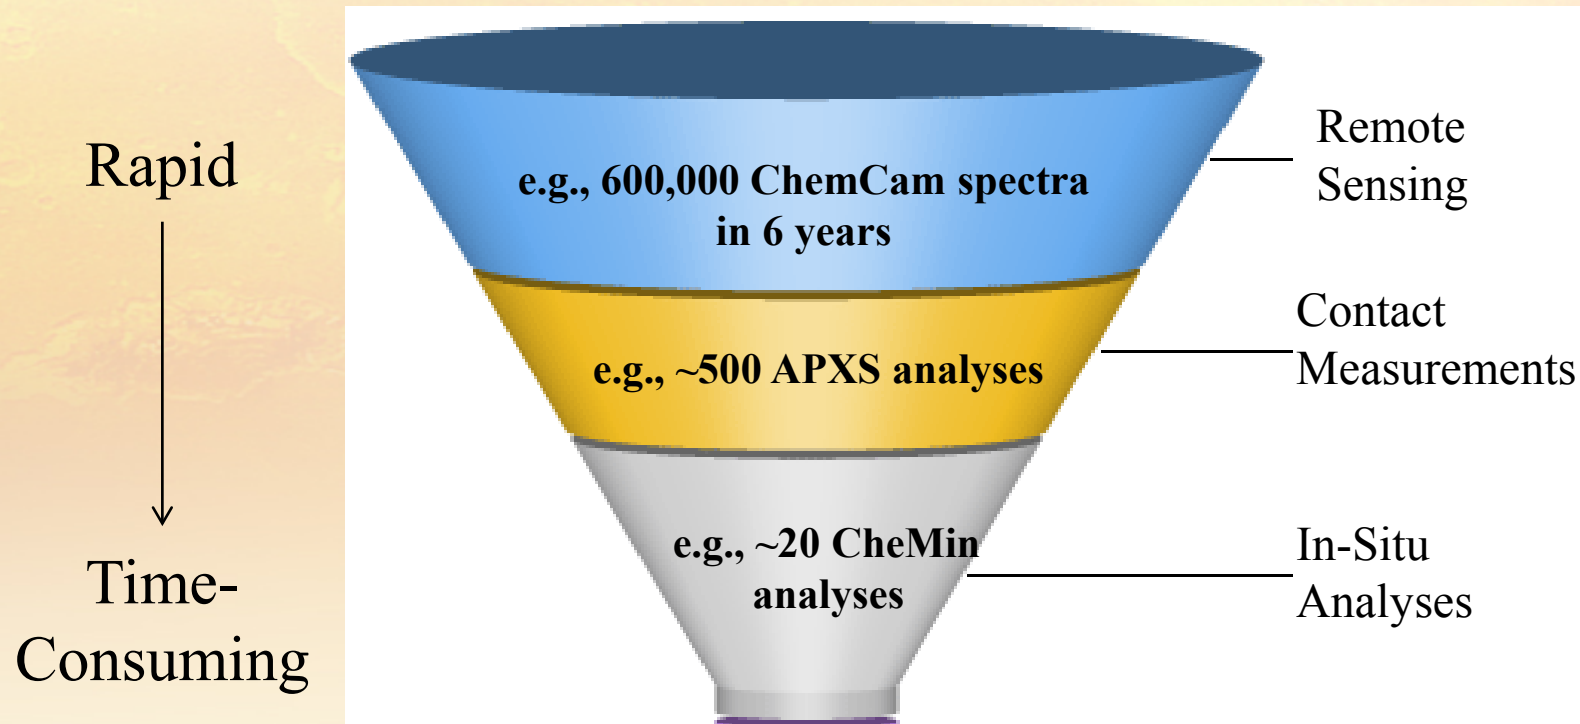 Rapid
Time-
Consuming
e.g., 600,000 ChemCam spectra
in 6 years
e.g., ~500 APXS analyses
e.g., ~20 CheMin
analyses
Remote
Sensing
Contact
Measurements
In-Situ
Analyses